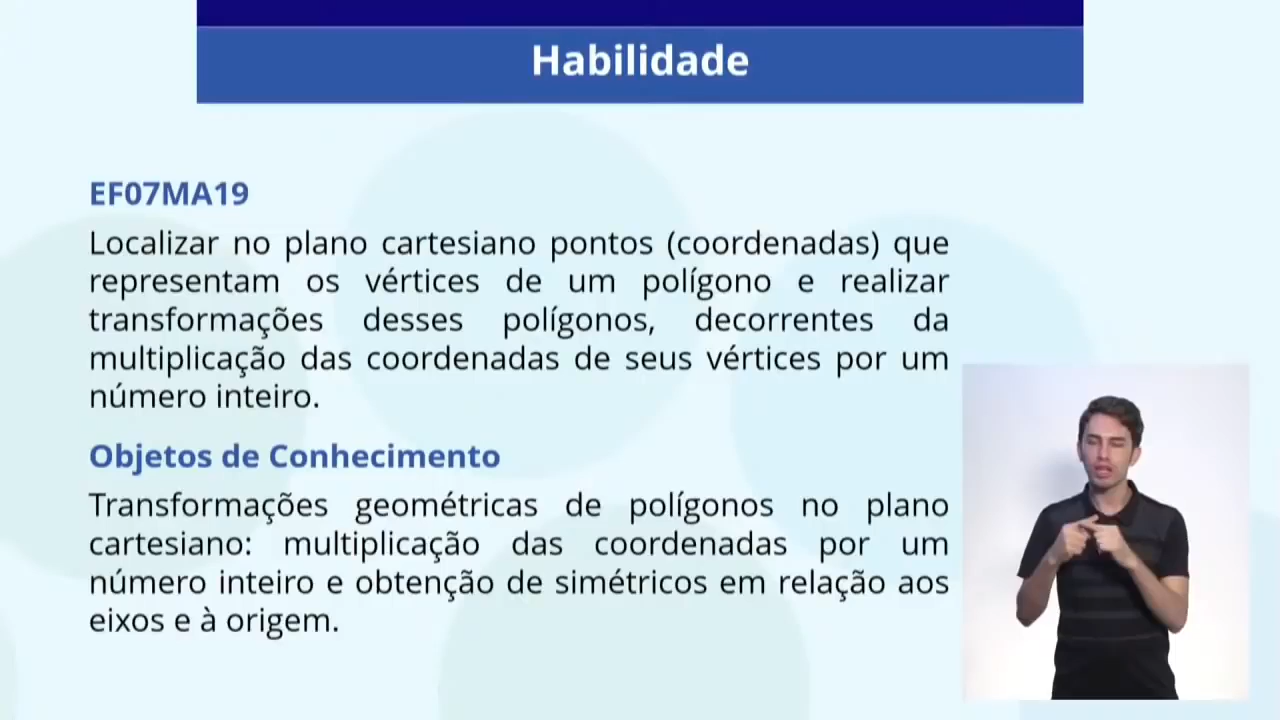 Habilidade
EF07MA19
Localizar no plano cartesiano pontos (coordenadas) que
representam os vértices de um polígono e realizar
transformações desses polígonos, decorrentes da
multiplicação das coordenadas de seus vértices por um
número inteiro.
Objetos de Conhecimento
Transformações geométricas de polígonos no plano
cartesiano: multiplicação das coordenadas por um
número inteiro e obtenção de simétricos em relação aos
eixos e à origem.